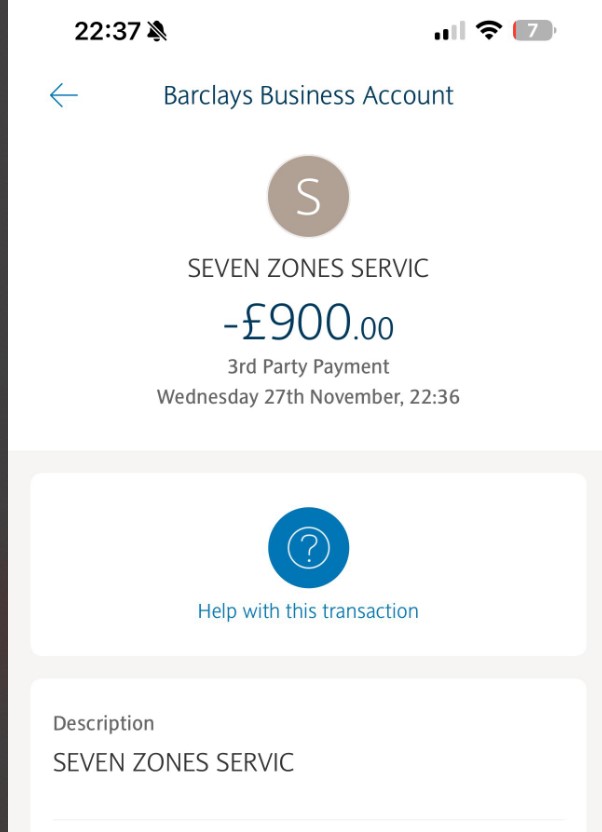 22:37
7
Barclays Business Account
S
SEVEN ZONES SERVIC
-£900.00
3rd Party Payment
Wednesday 27th November, 22:36
?
Help with this transaction
Description
SEVEN ZONES SERVIC